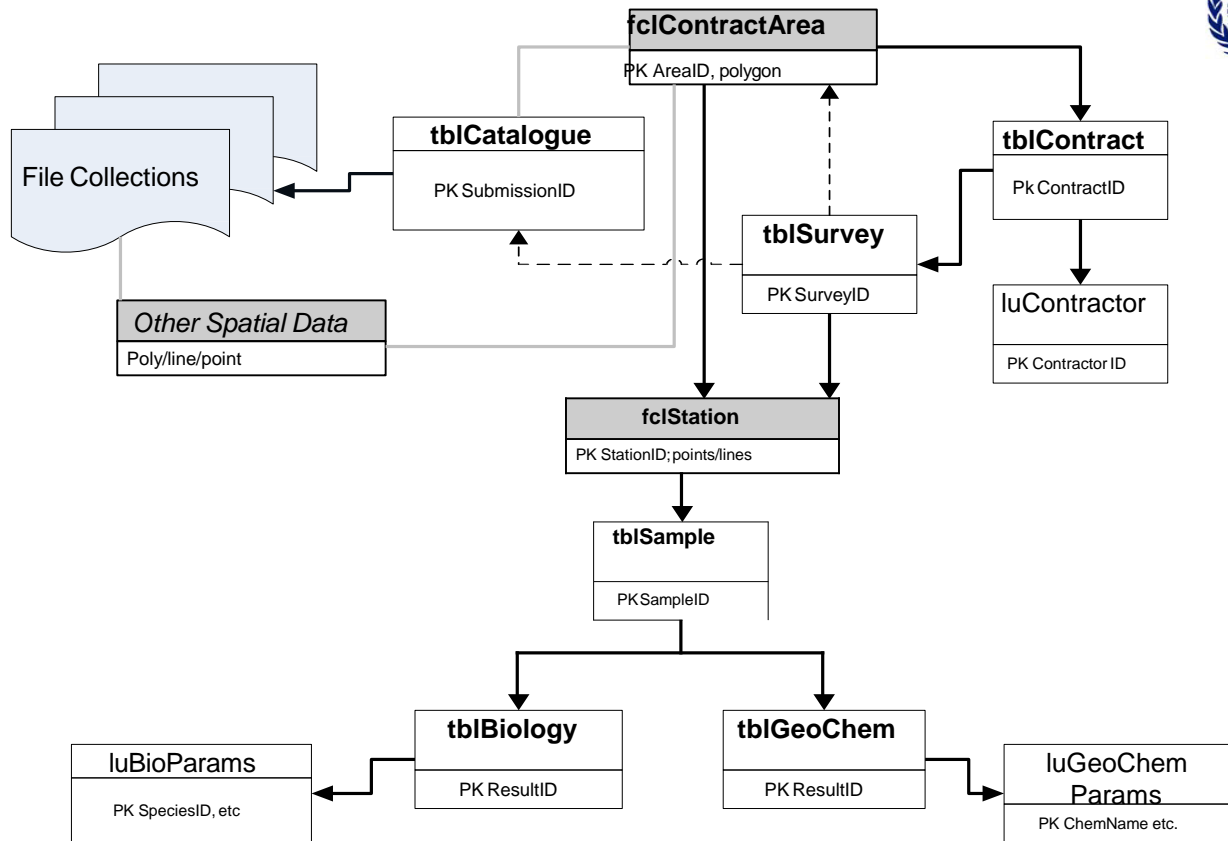 fclContractArea
PK AreaID, polygon
tblCatalogue
PK SubmissionID
File Collections
tblContract
Pk ContractID
tblSurvey
PK SurveyID
luContractor
PK Contractor ID
Other Spatial Data
Poly/line/point
fclStation
PK StationID; points/lines
tblSample
PK SampleID
tblBiology
PK ResultID
tblGeoChem
PK ResultID
luBioParams
PK SpeciesID, etc
luGeoChem
Params
PK ChemName etc.